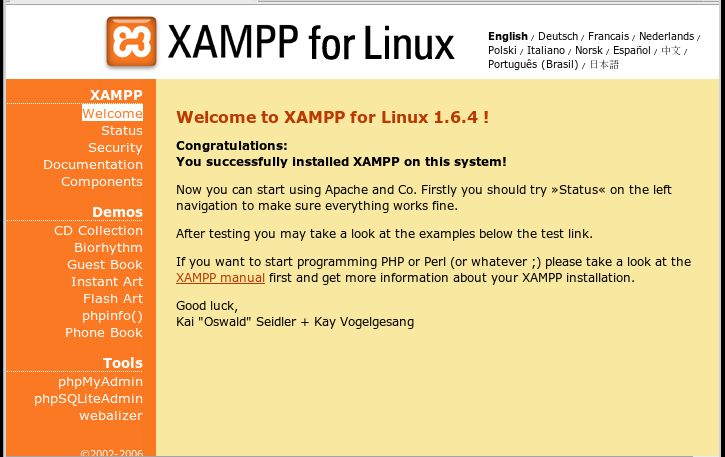 XAMPP for Linux
English / Deutsch / Francais / Nederlands /
Polski / Italiano / Norsk / Español / 中文 /
Português (Brasil) / 日本語
XAMPP
Welcome
Status
Security
Documentation
Components
Demos
CD Collection
Biorhythm
Guest Book
Instant Art
Flash Art
phpinfo()
Phone Book
Tools
phpMyAdmin
phpSQLiteAdmin
webalizer
©2002-2006
Welcome to XAMPP for Linux 1.6.4 !
Congratulations:
You successfully installed XAMPP on this system!
Now you can start using Apache and Co. Firstly you should try »Status« on the left
navigation to make sure everything works fine.
After testing you may take a look at the examples below the test link.
If you want to start programming PHP or Perl (or whatever ;) please take a look at the
XAMPP manual first and get more information about your XAMPP installation.
Good luck,
Kai "Oswald" Seidler + Kay Vogelgesang